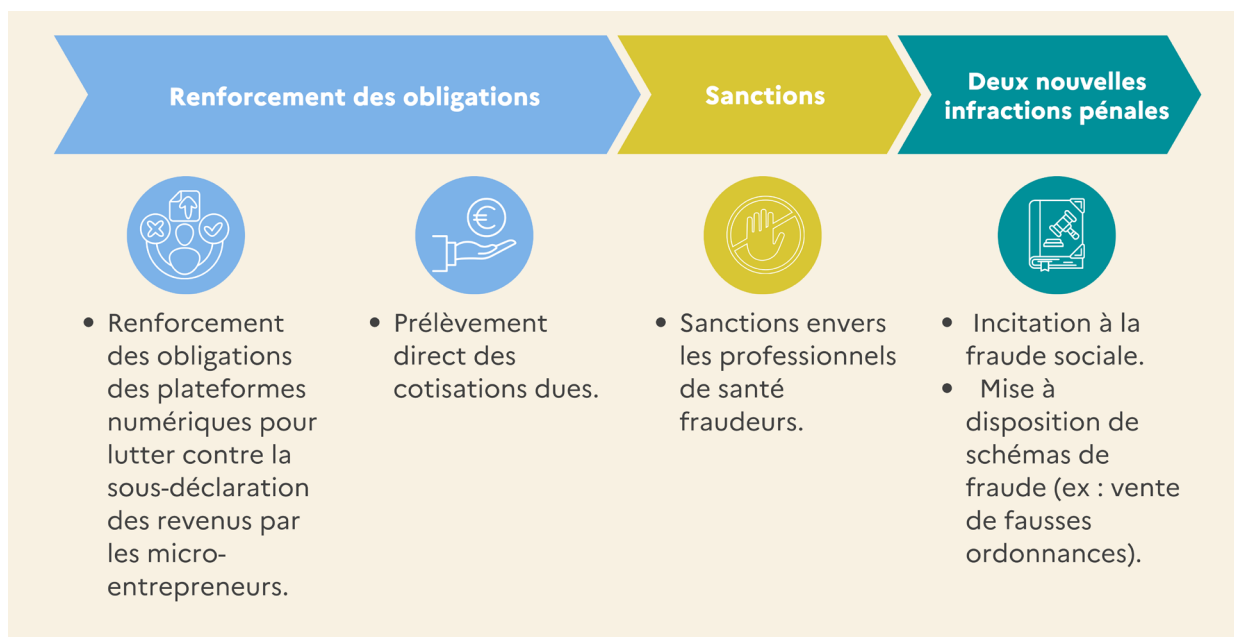 Renforcement des obligations
Sanctions
Deux nouvelles
infractions pénales
• Renforcement
des obligations
des plateformes
numériques pour
lutter contre la
sous-déclaration
des revenus par
les micro-
entrepreneurs.
• Prélèvement
direct des
cotisations dues.
• Sanctions envers
les professionnels
de santé
fraudeurs.
• Incitation à la
fraude sociale.
• Mise à
disposition de
schémas de
fraude (ex : vente
de fausses
ordonnances).